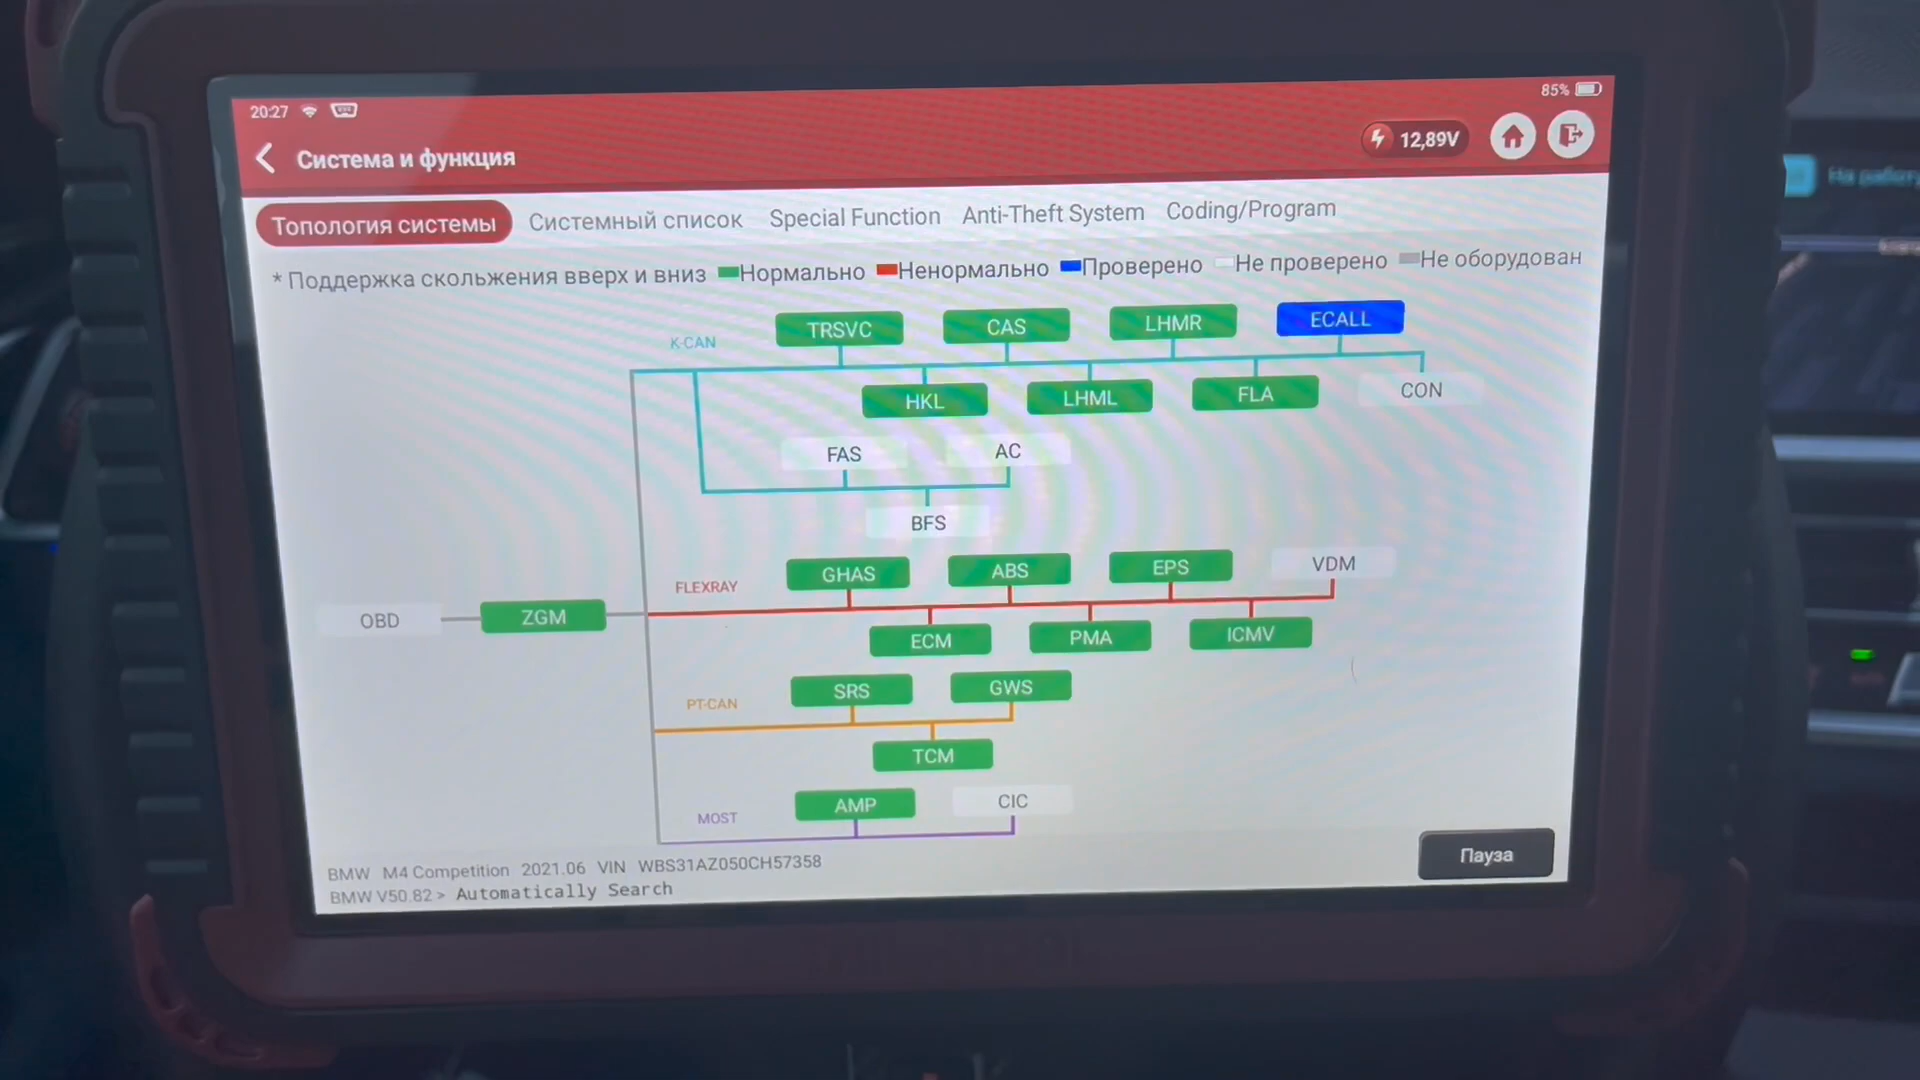 20:27
85%
Система и функция
12,89V
Топология системы Системный список Special Function Anti-Theft System Coding/Program
* Поддержка скольжения вверх и вниз Нормально Ненормально Проверено Не проверено Не оборудован
K-CAN
TRSVC CAS LHMR ECALL
HKL LHML FLA CON
FAS AC
BFS
FLEXRAY
GHAS ABS EPS VDM
OBD ZGM
ECM PMA ICMV
PT-CAN
SRS GWS
TCM
MOST
AMP CIC
Пауза
BMW M4 Competition 2021.06 VIN WBS31AZ050CH57358
BMW V50.82 > Automatically Search
На работу